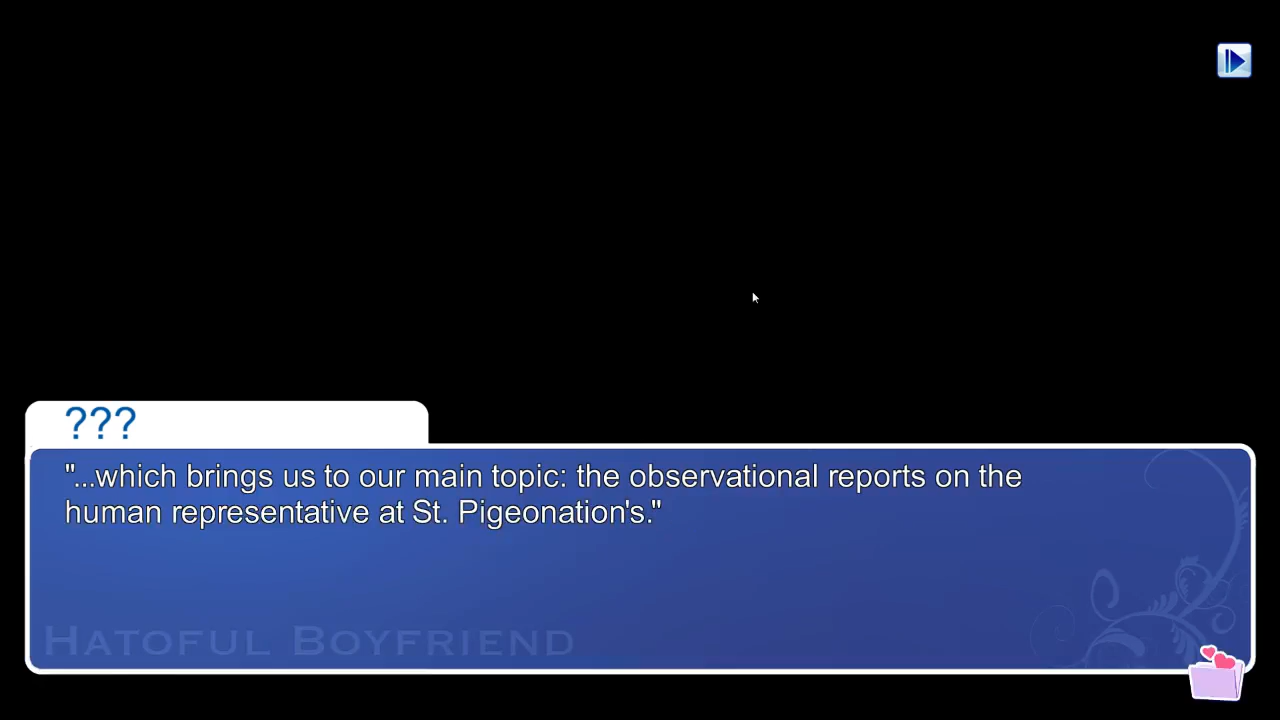 ???
"...which brings us to our main topic: the observational reports on the
human representative at St. Pigeonation's."
HATOFUL BOYFRIEND